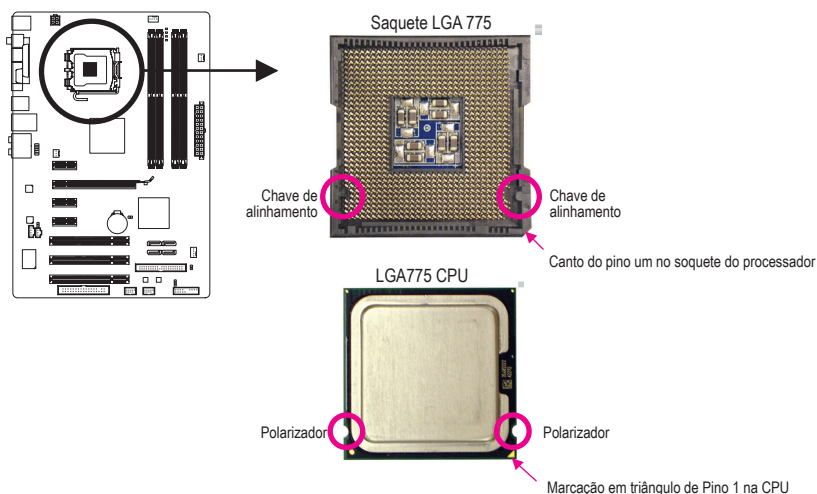 Saquete LGA 775
Chave de
alinhamento
Chave de
alinhamento
Canto do pino um no soquete do processador
LGA775 CPU
Polarizador
Polarizador
Marcação em triângulo de Pino 1 na CPU